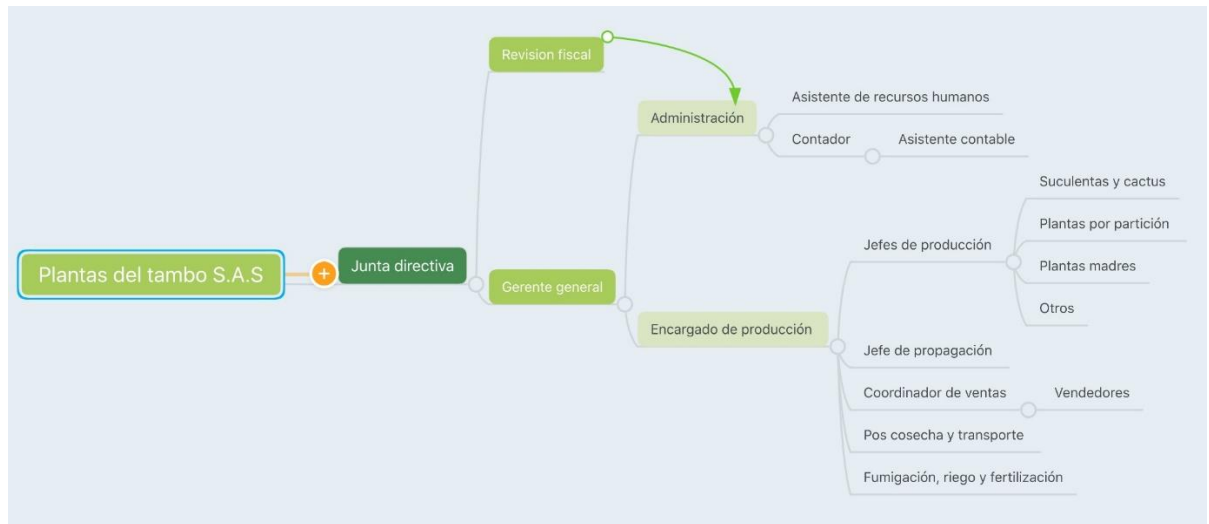 Revision fiscal
Asistente de recursos humanos
Administración
Contador
Asistente contable
Suculentas y cactus
Plantas por partición
Jefes de producción
Plantas madres
Otros
Plantas del tambo S.A.S
+
Junta directiva
Gerente general
Encargado de producción
Jefe de propagación
Coordinador de ventas
Vendedores
Pos cosecha y transporte
Fumigación, riego y fertilización